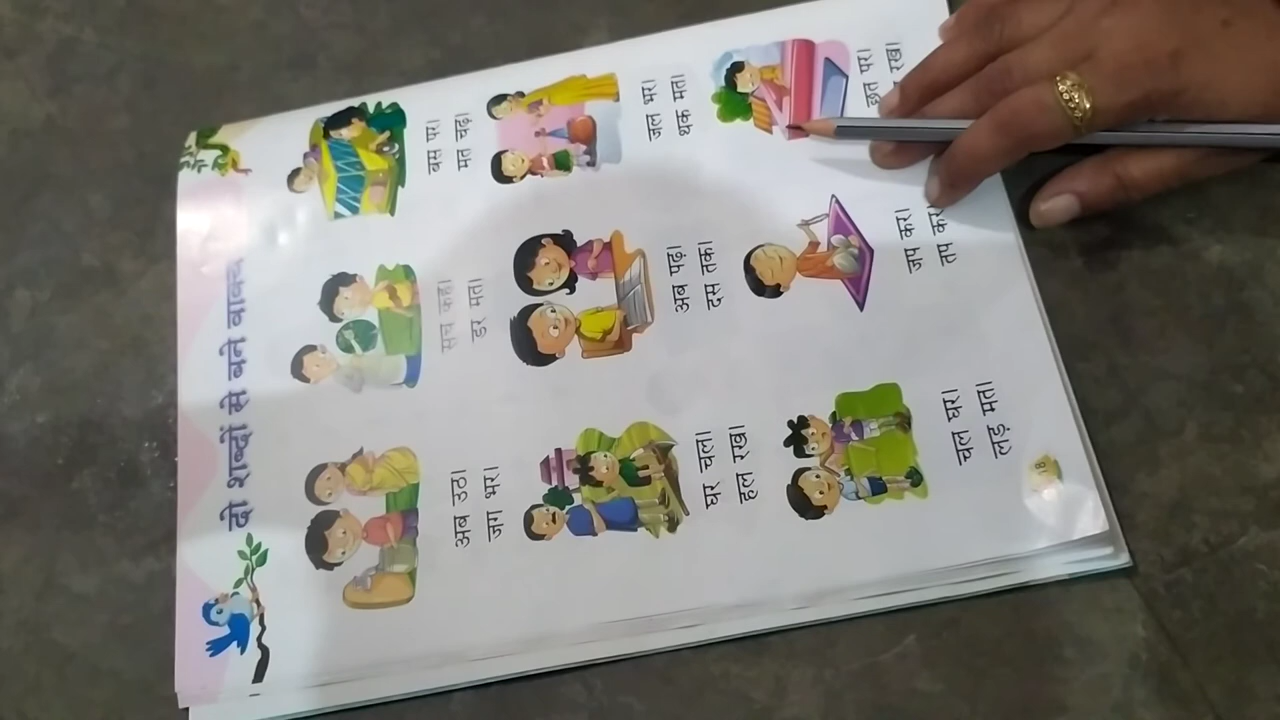 दो शब्दों से बने वाक्य
अब उठ।
जग भर।
सच कह।
डर मत।
बस पर।
मत चढ़।
घर चल।
हल रख।
अब पढ़।
दस तक।
जल भर।
थक मत।
चल घर।
लड़ मत।
जप कर।
तप कर
छत पर।
रख।
18